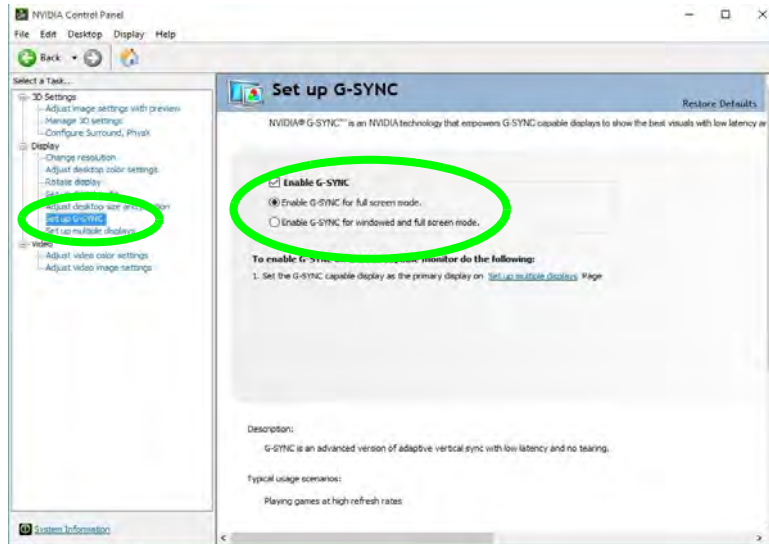 NVIDIA Control Panel
File Edit Desktop Display Help
Back
Select a Task...
3D Settings
Adjust image settings with preview
Manage 3D settings
Configure Surround, PhysX
Display
Change resolution
Adjust desktop color settings
Rotate display
Adjust desktop size and position
Set up G-SYNC
Set up multiple displays
Video
Adjust video color settings
Adjust video image settings
System Information
Set up G-SYNC
Restore Defaults
NVIDIA® G-SYNC™ is an NVIDIA technology that empowers G-SYNC capable displays to show the best visuals with low latency ar
Enable G-SYNC
Enable G-SYNC for full screen mode.
Enable G-SYNC for windowed and full screen mode.
To enable G-SYNC monitor do the following:
1. Set the G-SYNC capable display as the primary display on Set up multiple displays Page
Description:
G-SYNC is an advanced version of adaptive vertical sync with low latency and no tearing.
Typical usage scenarios:
Playing games at high refresh rates